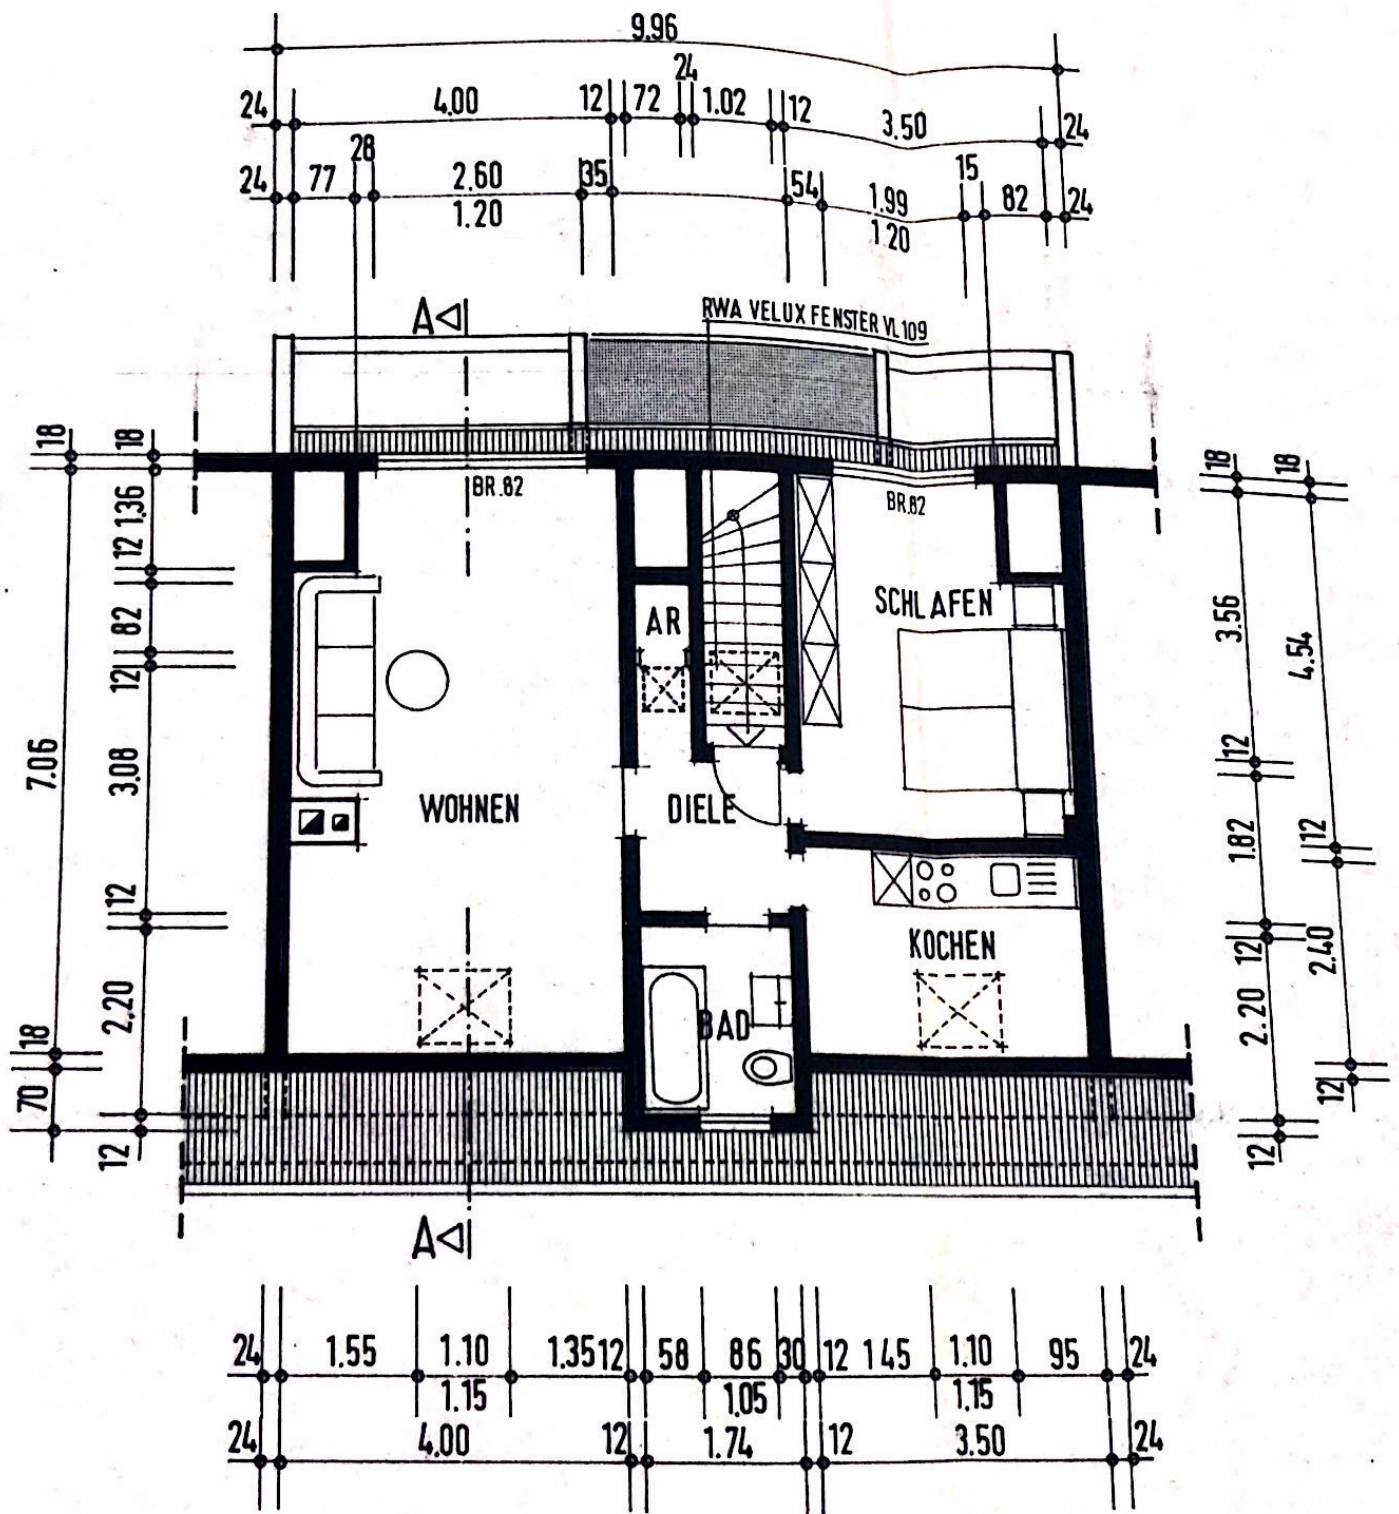 9.96
24 4.00 12 72 24 1.02 12 3.50 24
24 77 28 2.60 35 54 1.99 15 82 24
1.20 1.20
A
RWA VELUX FENSTER VL 109
18 18
BR.82 BR.82
18 18
1.36
12
82
12
3.08
12
2.20
7.06
18
70
12
AR
SCHLAFEN
WOHNEN
DIELE
KOCHEN
BAD
3.56
4.54
12
1.82
12
12
2.40
2.20
12
12
A
24 1.55 1.10 1.35 12 58 86 30 12 1.45 1.10 95 24
1.15 1.05 1.15
24 4.00 12 1.74 12 3.50 24